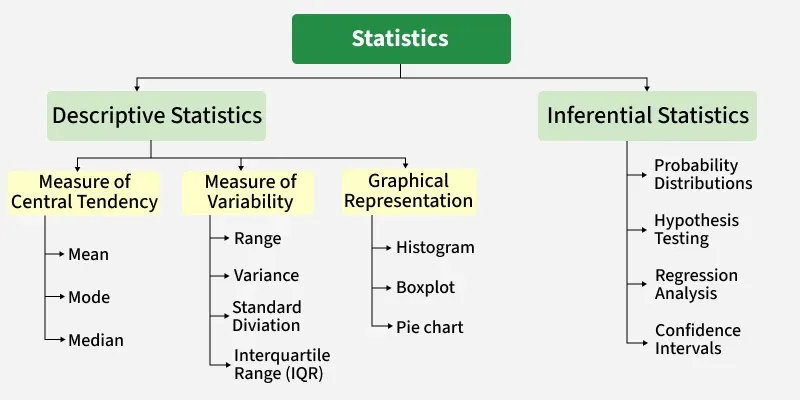 Statistics
Descriptive Statistics
Inferential Statistics
Measure of
Central Tendency
Mean
Mode
Median
Measure of
Variability
Range
Variance
Standard
Diviation
Interquartile
Range (IQR)
Graphical
Representation
Histogram
Boxplot
Pie chart
Probability
Distributions
Hypothesis
Testing
Regression
Analysis
Confidence
Intervals